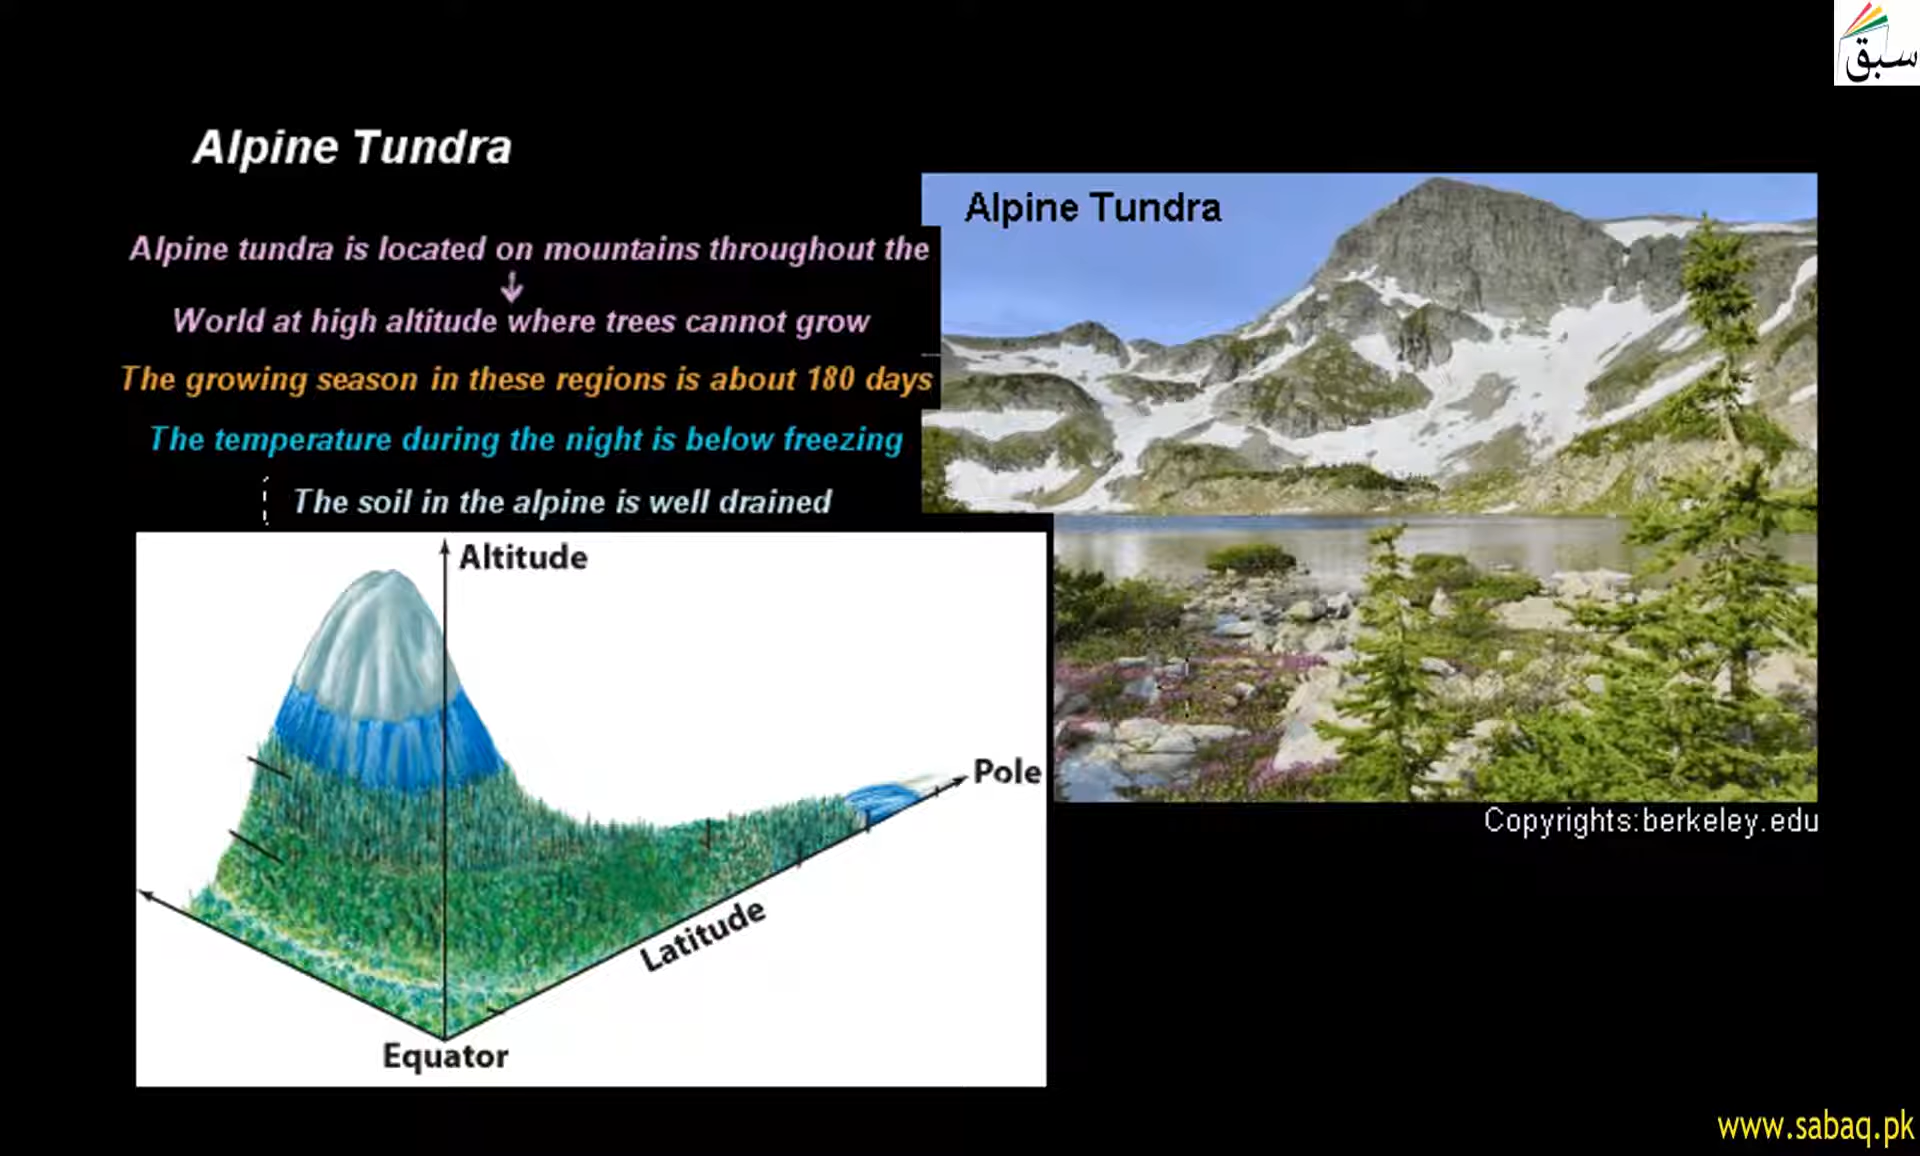 سبق
Alpine Tundra
Alpine tundra is located on mountains throughout the
World at high altitude where trees cannot grow
The growing season in these regions is about 180 days
The temperature during the night is below freezing
The soil in the alpine is well drained
Alpine Tundra
Altitude
Pole
Latitude
Equator
Copyrights:berkeley.edu
www.sabaq.pk